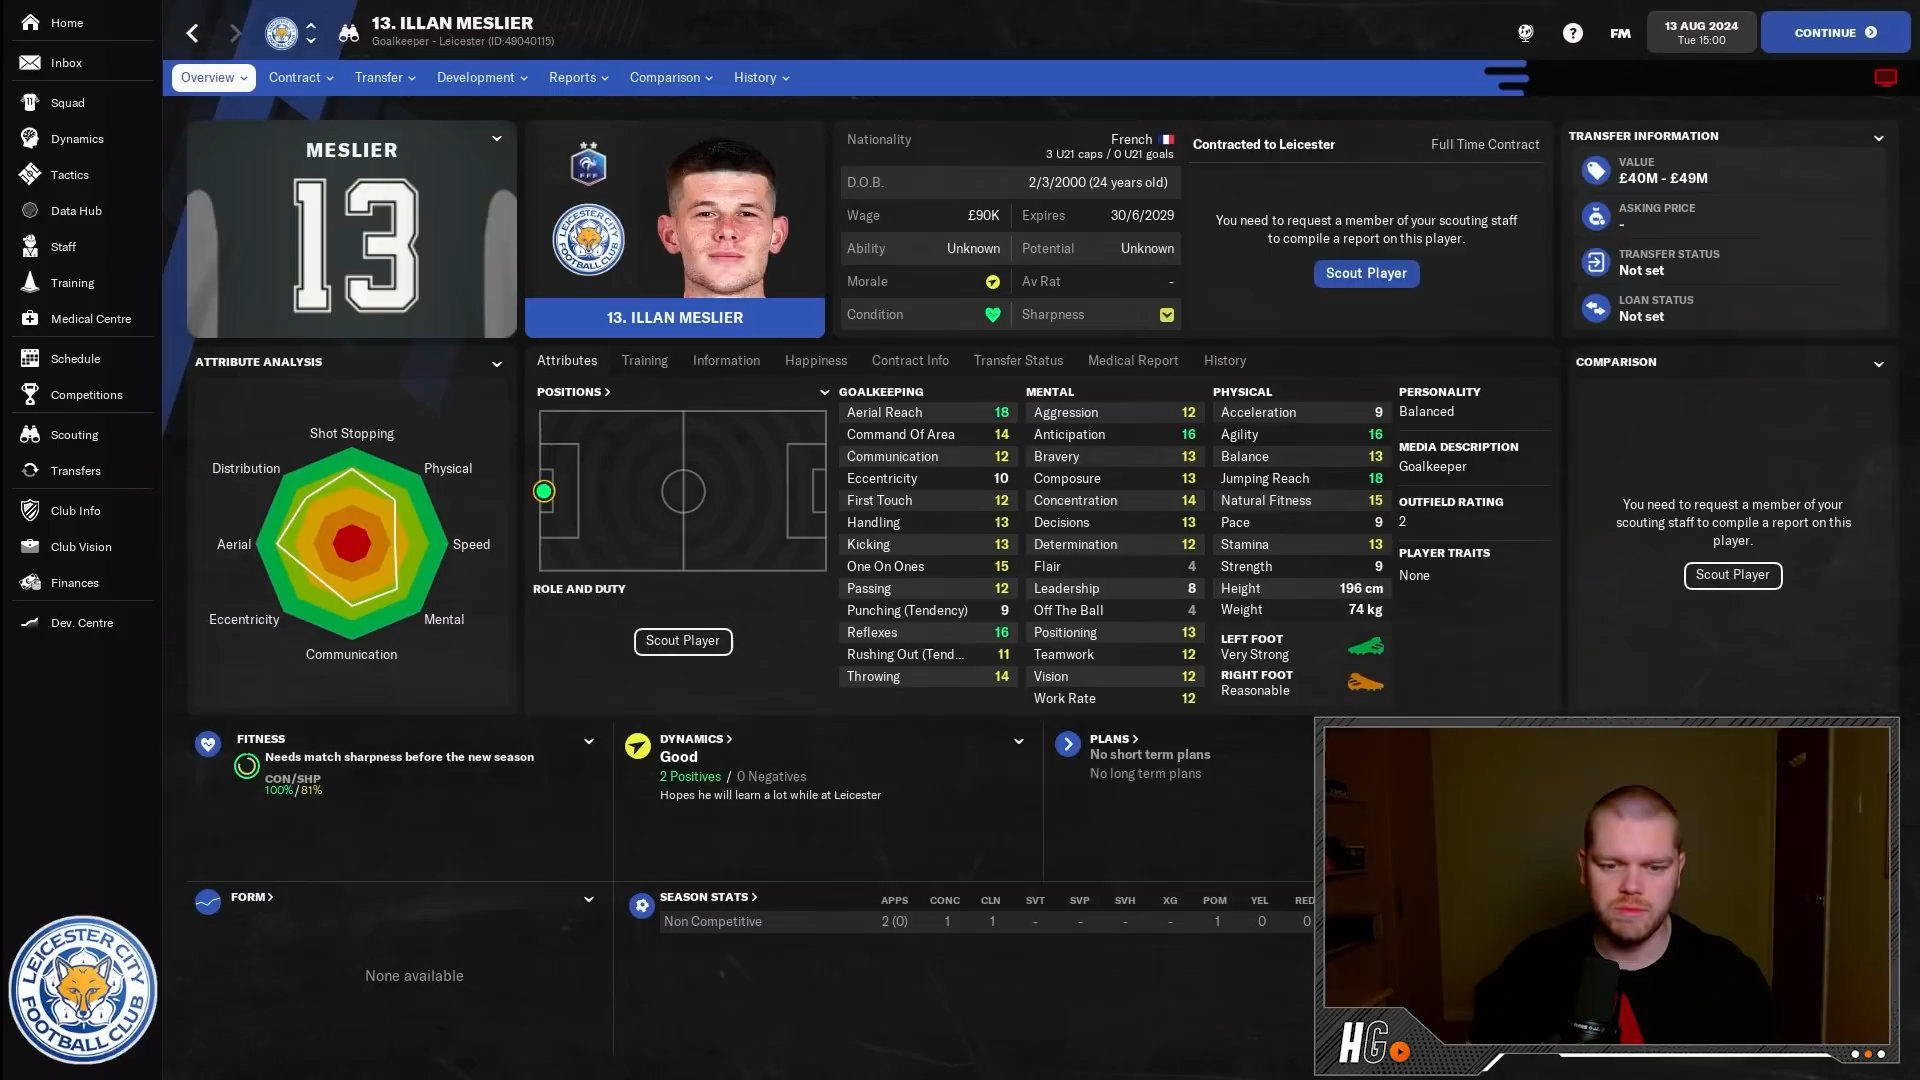 Home
Inbox
Squad
Dynamics
Tactics
Data Hub
Staff
Training
Medical Centre
Schedule
Competitions
Scouting
Transfers
Club Info
Club Vision
Finances
Dev. Centre
LEICESTER CITY
FOOTBALL CLUB
13. ILLAN MESLIER
Goalkeeper - Leicester (ID:49040115)
FM
13 AUG 2024
Tue 15:00
CONTINUE
Overview Contract Transfer Development Reports Comparison History
MESLIER
13
FFF
LEICESTER CITY
FOOTBALL CLUB
13. ILLAN MESLIER
Nationality French
3 U21 caps / 0 U21 goals
D.O.B. 2/3/2000 (24 years old)
Wage £90K Expires 30/6/2029
Ability Unknown Potential Unknown
Morale Av Rat -
Condition Sharpness
Contracted to Leicester Full Time Contract
You need to request a member of your scouting staff
to compile a report on this player.
Scout Player
TRANSFER INFORMATION
VALUE
£40M - £49M
ASKING PRICE
-
TRANSFER STATUS
Not set
LOAN STATUS
Not set
ATTRIBUTE ANALYSIS
Shot Stopping
Distribution Physical
Aerial Speed
Eccentricity Mental
Communication
Attributes Training Information Happiness Contract Info Transfer Status Medical Report History
POSITIONS >
ROLE AND DUTY
Scout Player
GOALKEEPING
Aerial Reach 18
Command Of Area 14
Communication 12
Eccentricity 10
First Touch 12
Handling 13
Kicking 13
One On Ones 15
Passing 12
Punching (Tendency) 9
Reflexes 16
Rushing Out (Tend... 11
Throwing 14
MENTAL
Aggression 12
Anticipation 16
Bravery 13
Composure 13
Concentration 14
Decisions 13
Determination 12
Flair 4
Leadership 8
Off The Ball 4
Positioning 13
Teamwork 12
Vision 12
Work Rate 12
PHYSICAL
Acceleration 9
Agility 16
Balance 13
Jumping Reach 18
Natural Fitness 15
Pace 9
Stamina 13
Strength 9
Height 196 cm
Weight 74 kg
LEFT FOOT
Very Strong
RIGHT FOOT
Reasonable
PERSONALITY
Balanced
MEDIA DESCRIPTION
Goalkeeper
OUTFIELD RATING
2
PLAYER TRAITS
None
COMPARISON
You need to request a member of your
scouting staff to compile a report on this
player.
Scout Player
FITNESS
Needs match sharpness before the new season
CON/SHP
100%/81%
DYNAMICS >
Good
2 Positives / 0 Negatives
Hopes he will learn a lot while at Leicester
PLANS >
No short term plans
No long term plans
FORM >
None available
SEASON STATS > APPS CONC CLN SVT SVP SVH XG POM YEL RED
Non Competitive 2 (0) 1 1 - - - - 1 0 0
HG